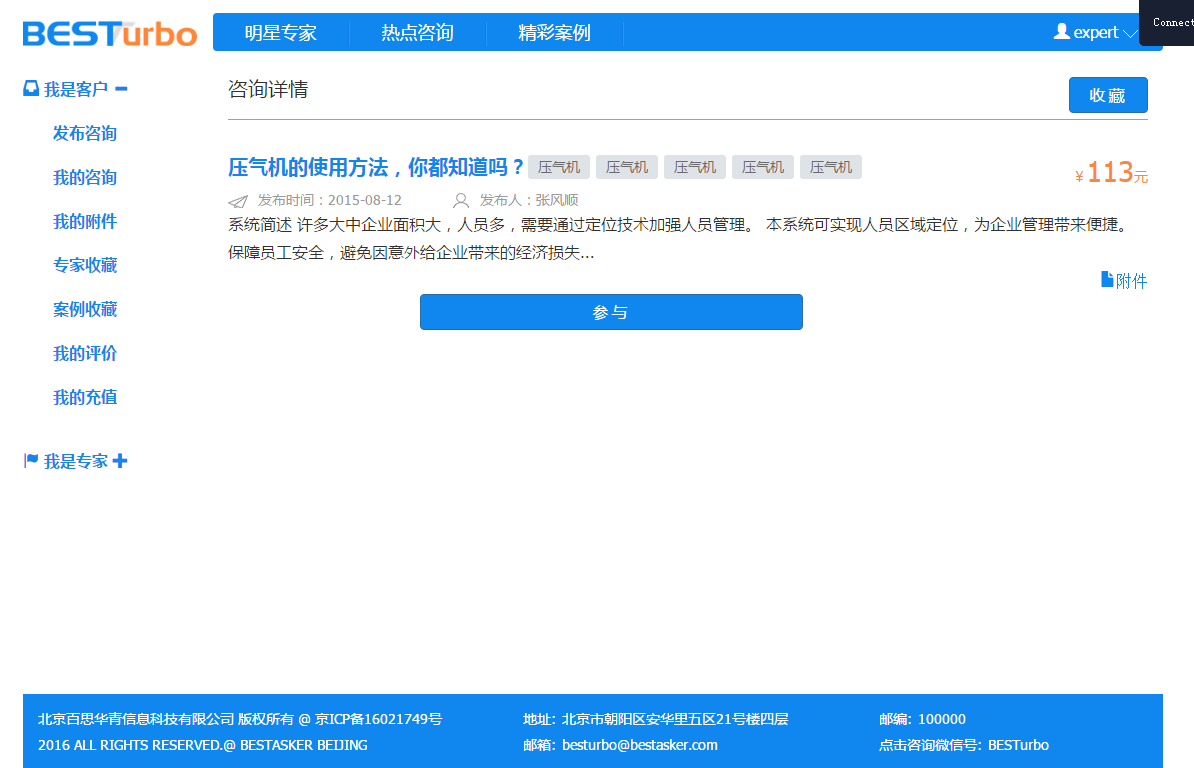 BESTurbo
明星专家 热点咨询 精彩案例 expert
Connect
我是客户
发布咨询
我的咨询
我的附件
专家收藏
案例收藏
我的评价
我的充值
我是专家
咨询详情
收藏
压气机的使用方法，你都知道吗？ 压气机 压气机 压气机 压气机 压气机
¥113元
发布时间：2015-08-12 发布人：张风顺
系统简述 许多大中企业面积大，人员多，需要通过定位技术加强人员管理。 本系统可实现人员区域定位，为企业管理带来便捷。
保障员工安全，避免因意外给企业带来的经济损失...
附件
参与
北京百思华青信息科技有限公司 版权所有 @ 京ICP备16021749号 地址：北京市朝阳区安华里五区21号楼四层 邮编：100000
2016 ALL RIGHTS RESERVED.@ BESTASKER BEIJING 邮箱：besturbo@bestasker.com 点击咨询微信号：BESTurbo